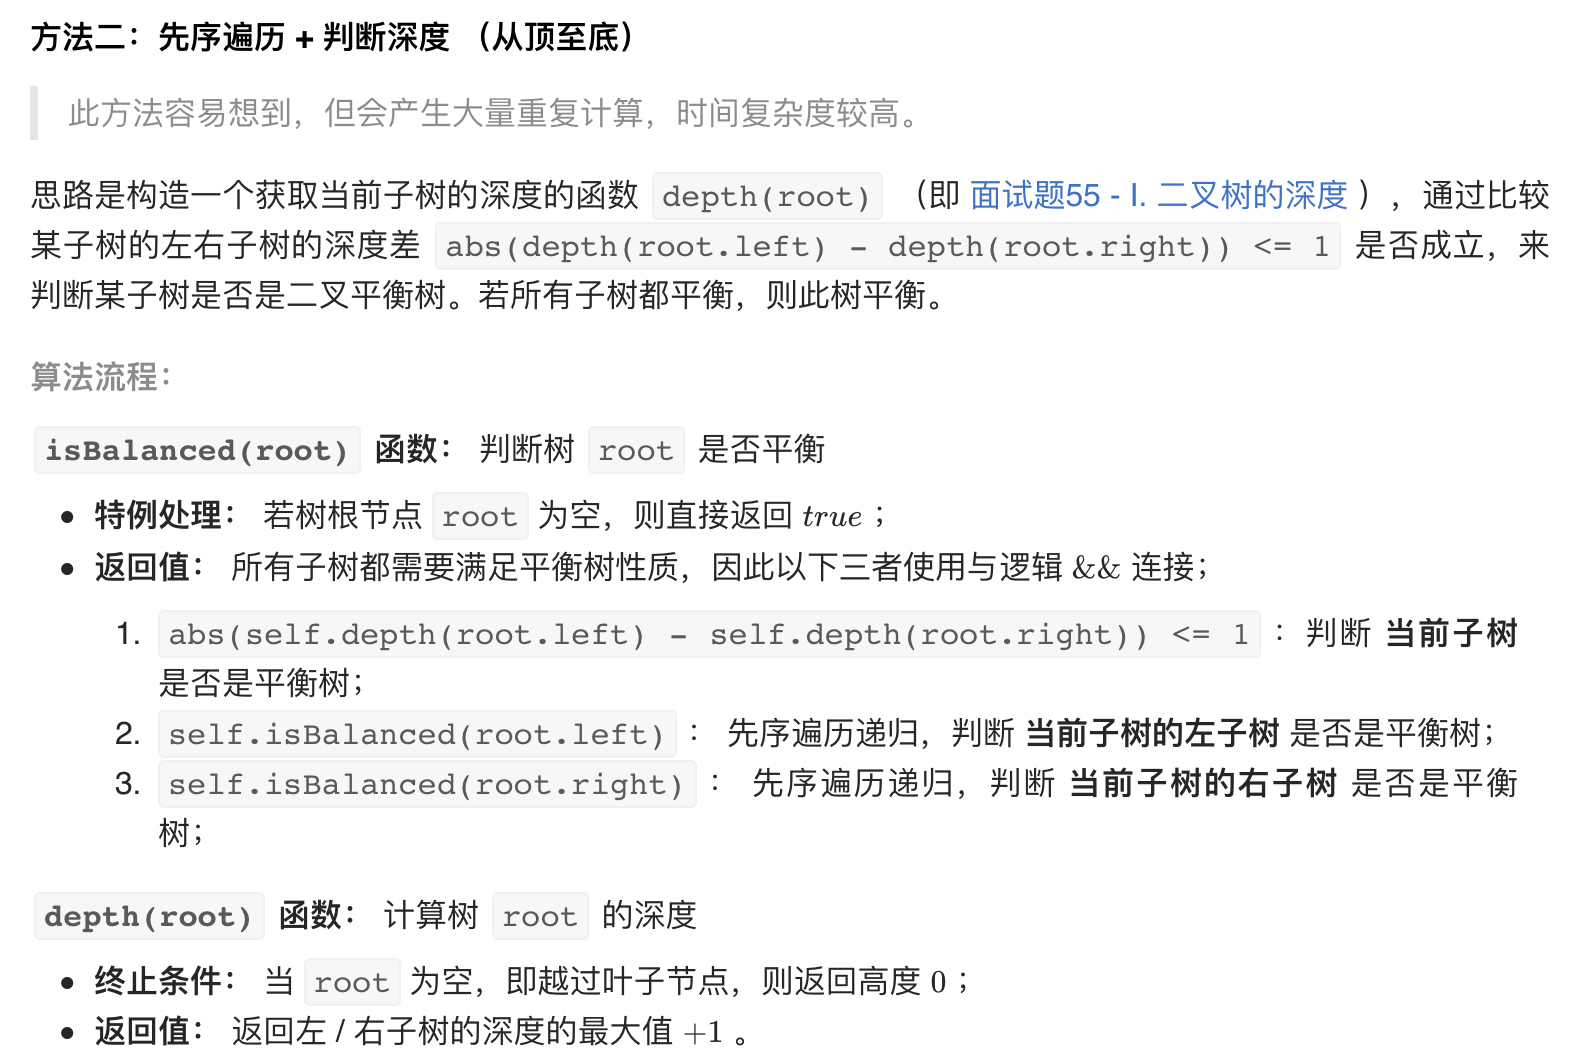 方法二：先序遍历 + 判断深度 （从顶至底）
此方法容易想到，但会产生大量重复计算，时间复杂度较高。
思路是构造一个获取当前子树的深度的函数 depth(root) （即 面试题55 - I. 二叉树的深度 ），通过比较
某子树的左右子树的深度差 abs(depth(root.left) - depth(root.right)) <= 1 是否成立，来
判断某子树是否是二叉平衡树。若所有子树都平衡，则此树平衡。
算法流程：
isBalanced(root) 函数： 判断树 root 是否平衡
• 特例处理： 若树根节点 root 为空，则直接返回 true ；
• 返回值： 所有子树都需要满足平衡树性质，因此以下三者使用与逻辑 && 连接；
1. abs(self.depth(root.left) - self.depth(root.right)) <= 1 ：判断 当前子树
是否是平衡树；
2. self.isBalanced(root.left) ： 先序遍历递归，判断 当前子树的左子树 是否是平衡树；
3. self.isBalanced(root.right) ： 先序遍历递归，判断 当前子树的右子树 是否是平衡
树；
depth(root) 函数： 计算树 root 的深度
• 终止条件： 当 root 为空，即越过叶子节点，则返回高度 0 ；
• 返回值： 返回左 / 右子树的深度的最大值 +1 。